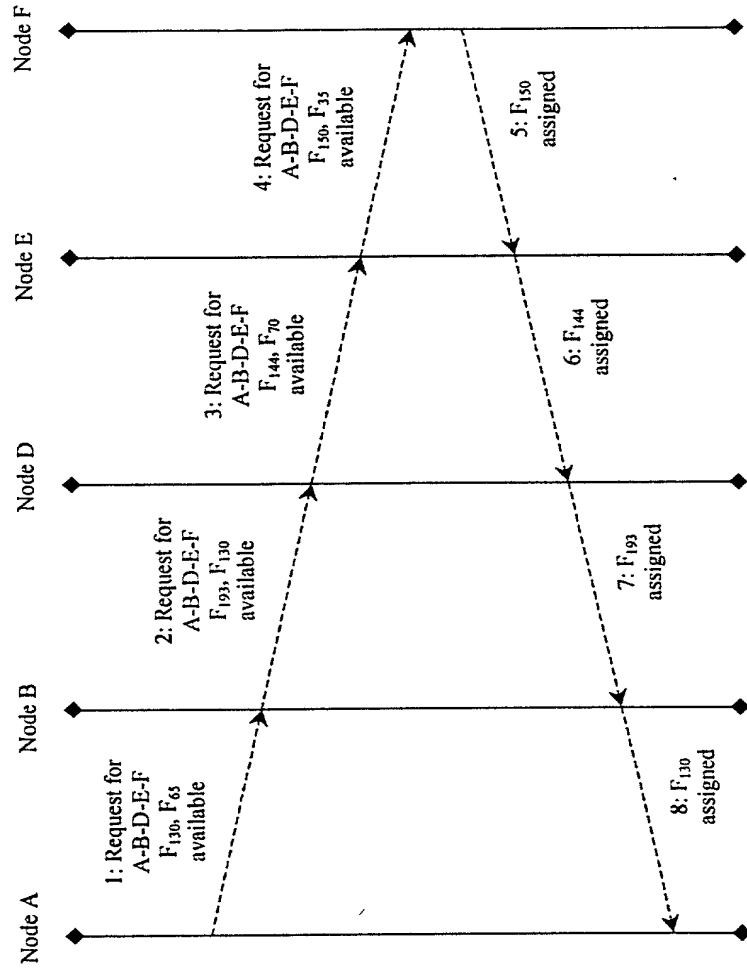 Node A
Node B
Node D
Node E
Node F
1: Request for
A-B-D-E-F
F130, F65
available
2: Request for
A-B-D-E-F
F193, F130
available
3: Request for
A-B-D-E-F
F144, F70
available
4: Request for
A-B-D-E-F
F150, F35
available
5: F150
assigned
6: F144
assigned
7: F193
assigned
8: F130
assigned